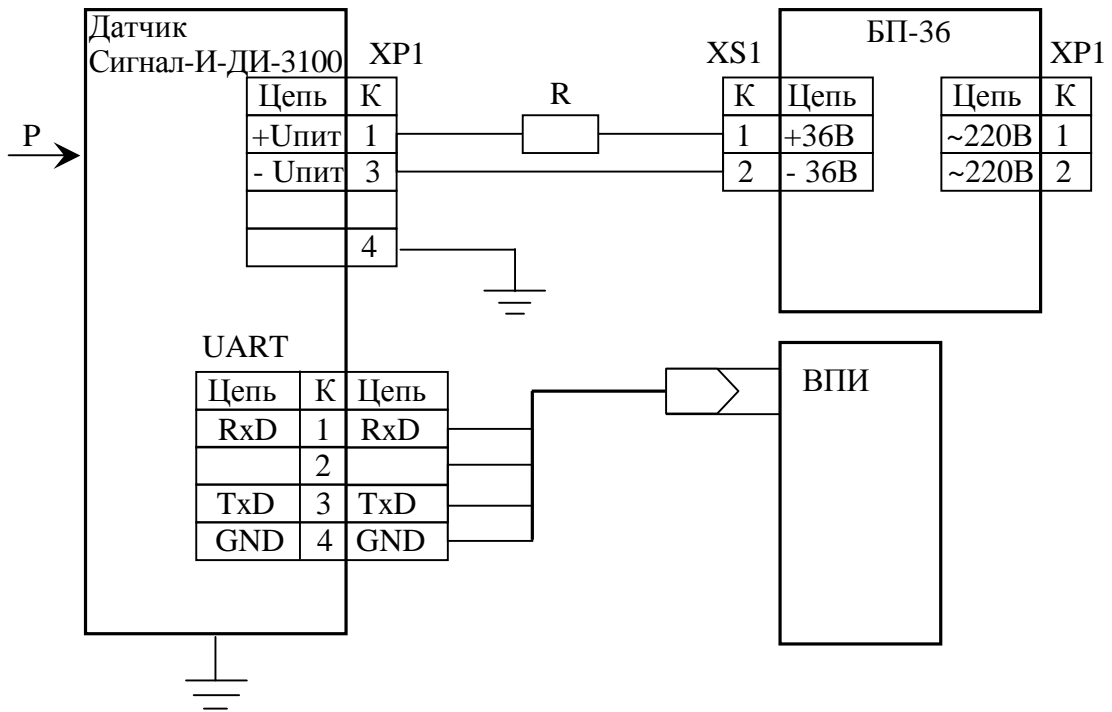 Датчик
Сигнал-И-ДИ-3100
XP1
Цепь К
+Uпит 1
- Uпит 3
4
P
R
БП-36
XS1
К Цепь
1 +36В
2 - 36В
XP1
Цепь К
~220В 1
~220В 2
UART
Цепь К Цепь
RxD 1 RxD
2
TxD 3 TxD
GND 4 GND
ВПИ